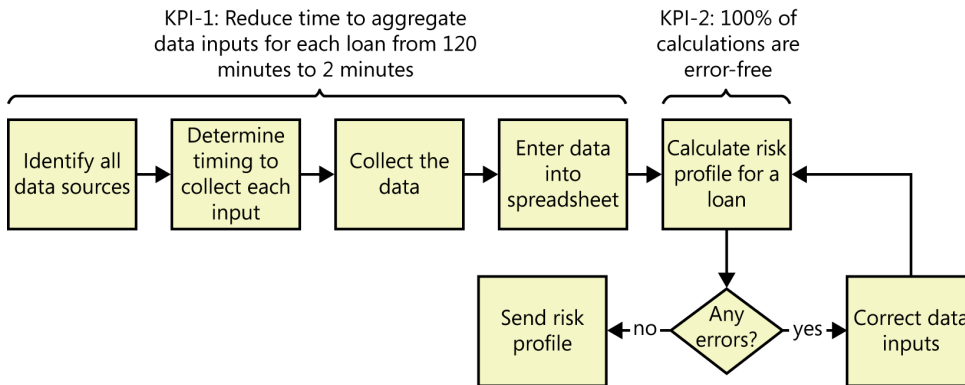 KPI-1: Reduce time to aggregate
data inputs for each loan from 120
minutes to 2 minutes
KPI-2: 100% of
calculations are
error-free
Identify all
data sources
Determine
timing to
collect each
input
Collect the
data
Enter data
into
spreadsheet
Calculate risk
profile for a
loan
Send risk
profile
no
Any
errors?
yes
Correct data
inputs